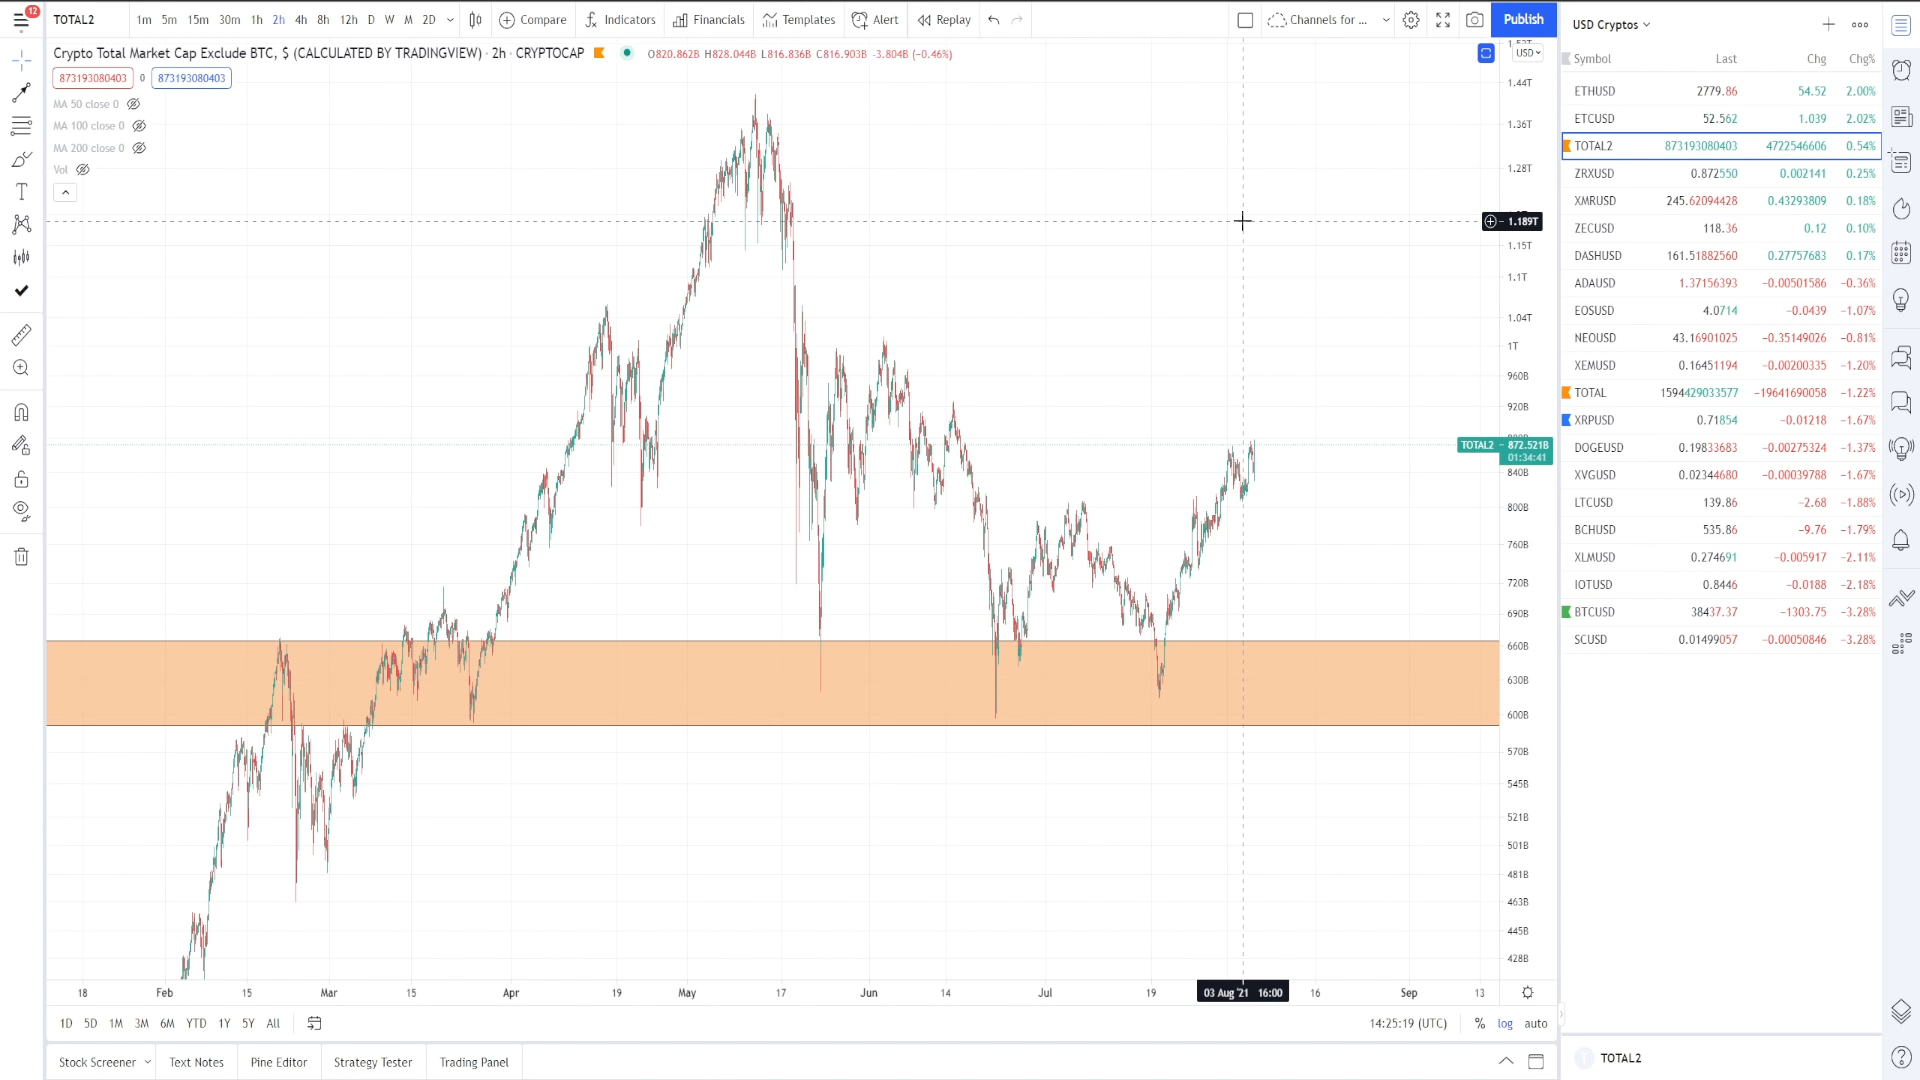 12
TOTAL2
1m 5m 15m 30m 1h 2h 4h 8h 12h D W M 2D
Compare
Indicators
Financials
Templates
Alert
Replay
Channels for ...
Publish
Crypto Total Market Cap Exclude BTC, $ (CALCULATED BY TRADINGVIEW) · 2h · CRYPTOCAP
O820.862B H828.044B L816.836B C816.903B -3.804B (-0.46%)
873193080403 0 873193080403
MA 50 close 0
MA 100 close 0
MA 200 close 0
Vol
USD
1.44T
1.36T
1.28T
1.189T
1.15T
1.1T
1.04T
1T
960B
920B
TOTAL2 872.521B
01:34:41
840B
800B
760B
720B
690B
660B
630B
600B
570B
545B
521B
501B
481B
463B
445B
428B
18 Feb 15 Mar 15 Apr 19 May 17 Jun 14 Jul 19 03 Aug '21 16:00 16 Sep 13
1D 5D 1M 3M 6M YTD 1Y 5Y All
14:25:19 (UTC) % log auto
Stock Screener Text Notes Pine Editor Strategy Tester Trading Panel
USD Cryptos
Symbol Last Chg Chg%
ETHUSD 2779.86 54.52 2.00%
ETCUSD 52.562 1.039 2.02%
TOTAL2 873193080403 4722546606 0.54%
ZRXUSD 0.872550 0.002141 0.25%
XMRUSD 245.62094428 0.43293809 0.18%
ZECUSD 118.36 0.12 0.10%
DASHUSD 161.51882560 0.27757683 0.17%
ADAUSD 1.37156393 -0.00501586 -0.36%
EOSUSD 4.0714 -0.0439 -1.07%
NEOUSD 43.16901025 -0.35149026 -0.81%
XEMUSD 0.16451194 -0.00200335 -1.20%
TOTAL 1594429033577 -19641690058 -1.22%
XRPUSD 0.71854 -0.01218 -1.67%
DOGEUSD 0.19833683 -0.00275324 -1.37%
XVGUSD 0.02344680 -0.00039788 -1.67%
LTCUSD 139.86 -2.68 -1.88%
BCHUSD 535.86 -9.76 -1.79%
XLMUSD 0.274691 -0.005917 -2.11%
IOTUSD 0.8446 -0.0188 -2.18%
BTCUSD 38437.37 -1303.75 -3.28%
SCUSD 0.01499057 -0.00050846 -3.28%
TOTAL2